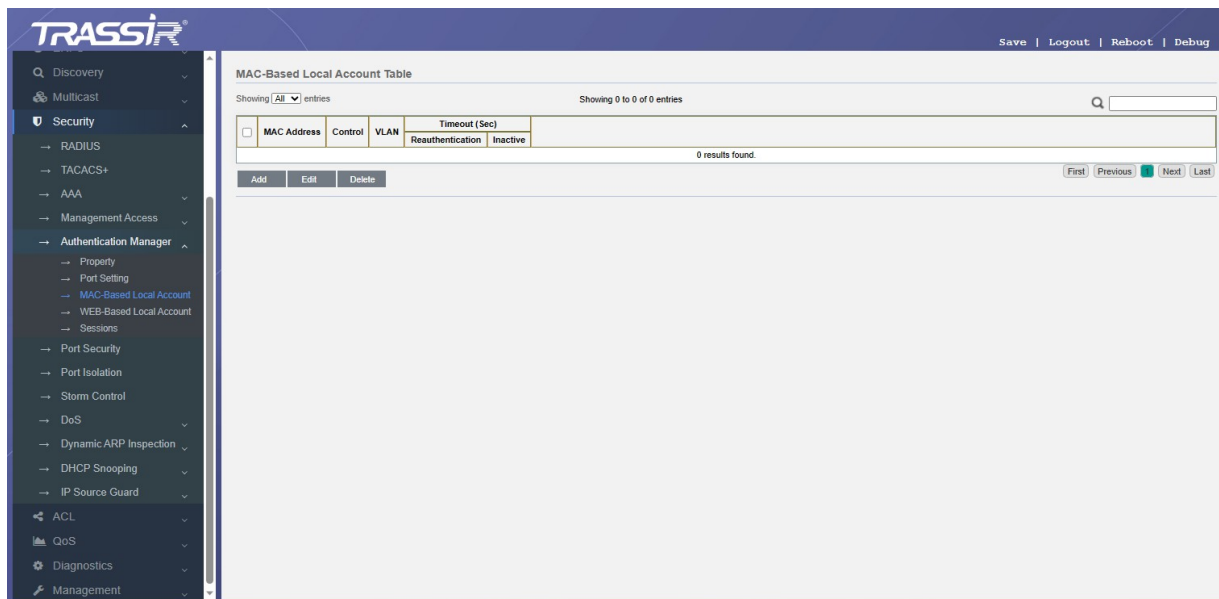 TRASSIR®
Save | Logout | Reboot | Debug
Discovery
Multicast
Security
→ RADIUS
→ TACACS+
→ AAA
→ Management Access
→ Authentication Manager
→ Property
→ Port Setting
→ MAC-Based Local Account
→ WEB-Based Local Account
→ Sessions
→ Port Security
→ Port Isolation
→ Storm Control
→ DoS
→ Dynamic ARP Inspection
→ DHCP Snooping
→ IP Source Guard
ACL
QoS
Diagnostics
Management
MAC-Based Local Account Table
Showing All entries
Showing 0 to 0 of 0 entries
MAC Address Control VLAN Timeout (Sec)
Reauthentication Inactive
0 results found.
Add Edit Delete
First Previous 1 Next Last